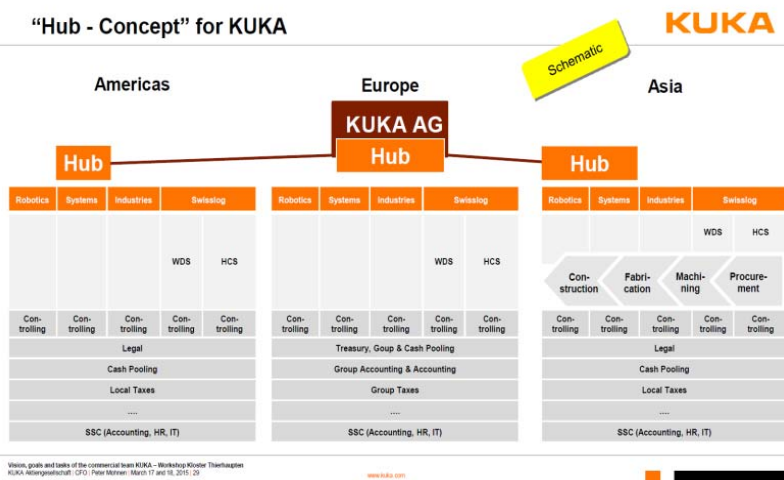 “Hub - Concept” for KUKA
KUKA
Schematic
Americas
Europe
Asia
KUKA AG
Hub
Hub
Hub
Robotics Systems Industries Swisslog
WDS HCS
Con-trolling Con-trolling Con-trolling Con-trolling Con-trolling
Legal
Cash Pooling
Local Taxes
....
SSC (Accounting, HR, IT)
Robotics Systems Industries Swisslog
WDS HCS
Con-trolling Con-trolling Con-trolling Con-trolling Con-trolling
Treasury, Goup & Cash Pooling
Group Accounting & Accounting
Group Taxes
....
SSC (Accounting, HR, IT)
Robotics Systems Industries Swisslog
WDS HCS
Con-struction Fabri-cation Machi-ning Procure-ment
Con-trolling Con-trolling Con-trolling Con-trolling Con-trolling
Legal
Cash Pooling
Local Taxes
....
SSC (Accounting, HR, IT)
Vision, goals and tasks of the commercial team KUKA – Workshop Kloster Thierhaupten
KUKA Aktiengesellschaft | CFO | Peter Mohnen | March 17 and 18, 2015 | 29
www.kuka.com